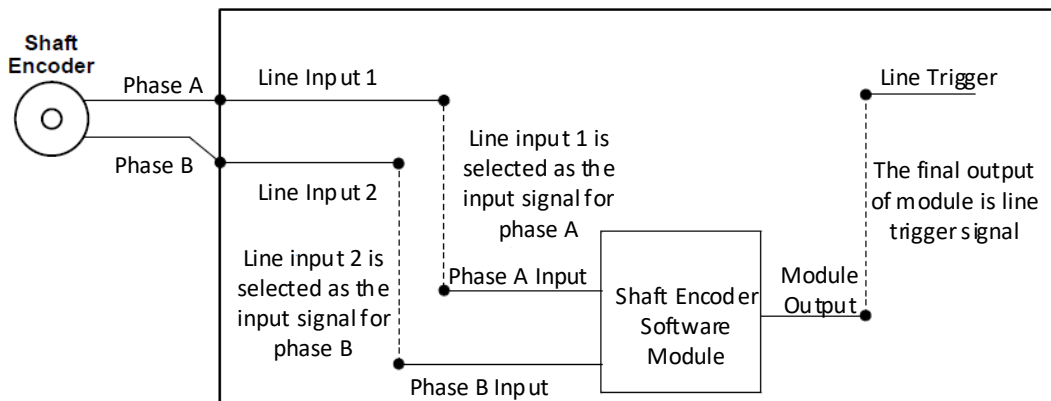 Shaft
Encoder
Phase A
Phase B
Line Input 1
Line Input 2
Line input 1 is
selected as the
input signal for
phase A
Line input 2 is
selected as the
input signal for
phase B
Phase A Input
Phase B Input
Shaft Encoder
Software
Module
Module
Output
Line Trigger
The final output
of module is line
trigger signal